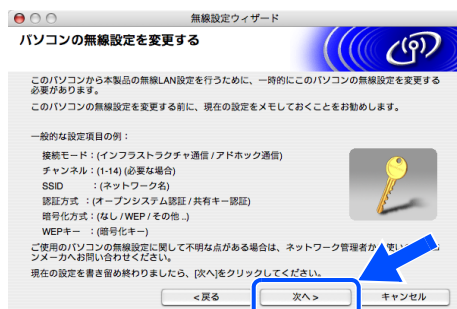 無線設定ウィザード
パソコンの無線設定を変更する
このパソコンから本製品の無線LAN設定を行うために、一時的にこのパソコンの無線設定を変更する
必要があります。
このパソコンの無線設定を変更する前に、現在の設定をメモしておくことをお勧めします。
一般的な設定項目の例：
接続モード：(インフラストラクチャ通信 / アドホック通信)
チャンネル：(1-14) (必要な場合)
SSID ：(ネットワーク名)
認証方式 ：(オープンシステム認証 / 共有キー認証)
暗号化方式：(なし / WEP / その他 ..)
WEPキー ：(暗号化キー)
ご使用のパソコンの無線設定に関して不明な点がある場合は、ネットワーク管理者か
ンメーカへお問い合わせください。
現在の設定を書き留め終わりましたら、[次へ]をクリックしてください。
<戻る
次へ >
キャンセル